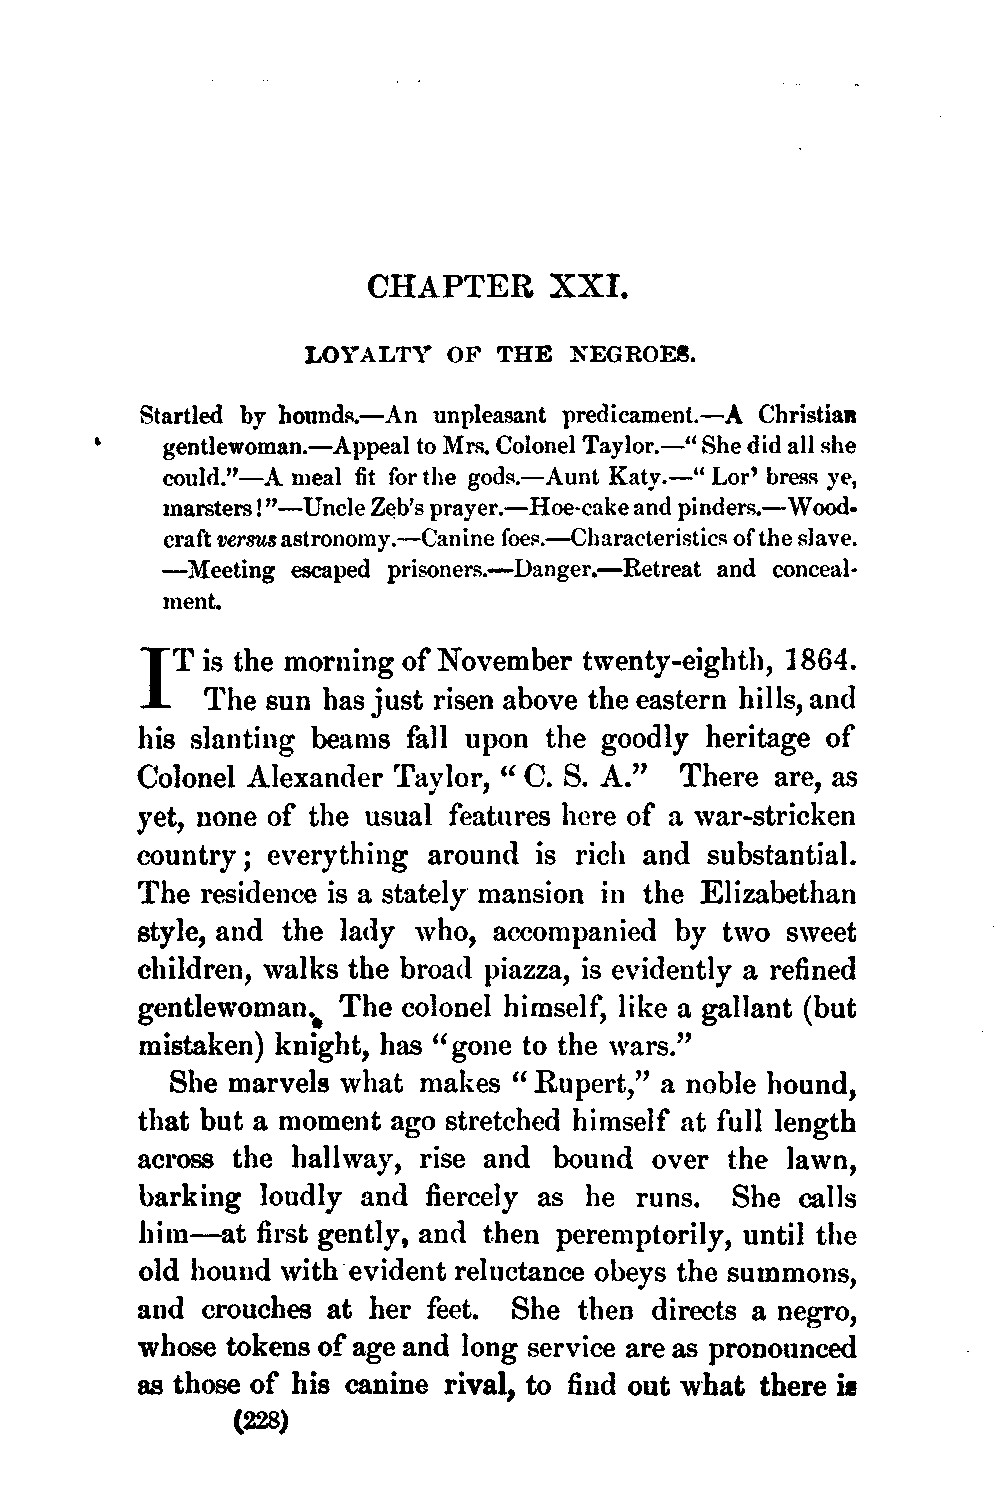 CHAPTER XXI.
LOYALTY OF THE NEGROES.
Startled by hounds.—An unpleasant predicament.—A Christian
gentlewoman.—Appeal to Mrs. Colonel Taylor.—“ She did all she
could.”—A meal fit for the gods.—Aunt Katy.—“ Lor’ bress ye,
marsters!”—Uncle Zeb’s prayer.—Hoe-cake and pinders.—Wood-
craft versus astronomy.—Canine foes.—Characteristics of the slave.
—Meeting escaped prisoners.—Danger.—Retreat and conceal-
ment.
IT is the morning of November twenty-eighth, 1864.
The sun has just risen above the eastern hills, and
his slanting beams fall upon the goodly heritage of
Colonel Alexander Taylor, “ C. S. A.” There are, as
yet, none of the usual features here of a war-stricken
country; everything around is rich and substantial.
The residence is a stately mansion in the Elizabethan
style, and the lady who, accompanied by two sweet
children, walks the broad piazza, is evidently a refined
gentlewoman. The colonel himself, like a gallant (but
mistaken) knight, has “gone to the wars.”
She marvels what makes “ Rupert,” a noble hound,
that but a moment ago stretched himself at full length
across the hallway, rise and bound over the lawn,
barking loudly and fiercely as he runs. She calls
him—at first gently, and then peremptorily, until the
old hound with evident reluctance obeys the summons,
and crouches at her feet. She then directs a negro,
whose tokens of age and long service are as pronounced
as those of his canine rival, to find out what there is
(228)